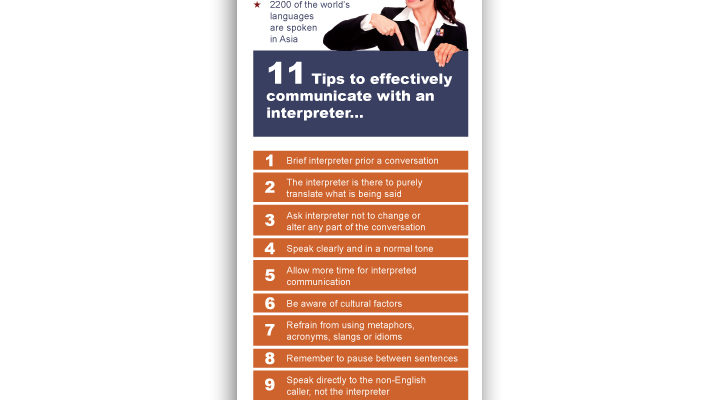 ★ 2200 of the world's
languages
are spoken
in Asia
11 Tips to effectively
communicate with an
interpreter...
1 Brief interpreter prior a conversation
2 The interpreter is there to purely
translate what is being said
3 Ask interpreter not to change or
alter any part of the conversation
4 Speak clearly and in a normal tone
5 Allow more time for interpreted
communication
6 Be aware of cultural factors
7 Refrain from using metaphors,
acronyms, slangs or idioms
8 Remember to pause between sentences
9 Speak directly to the non-English
caller, not the interpreter